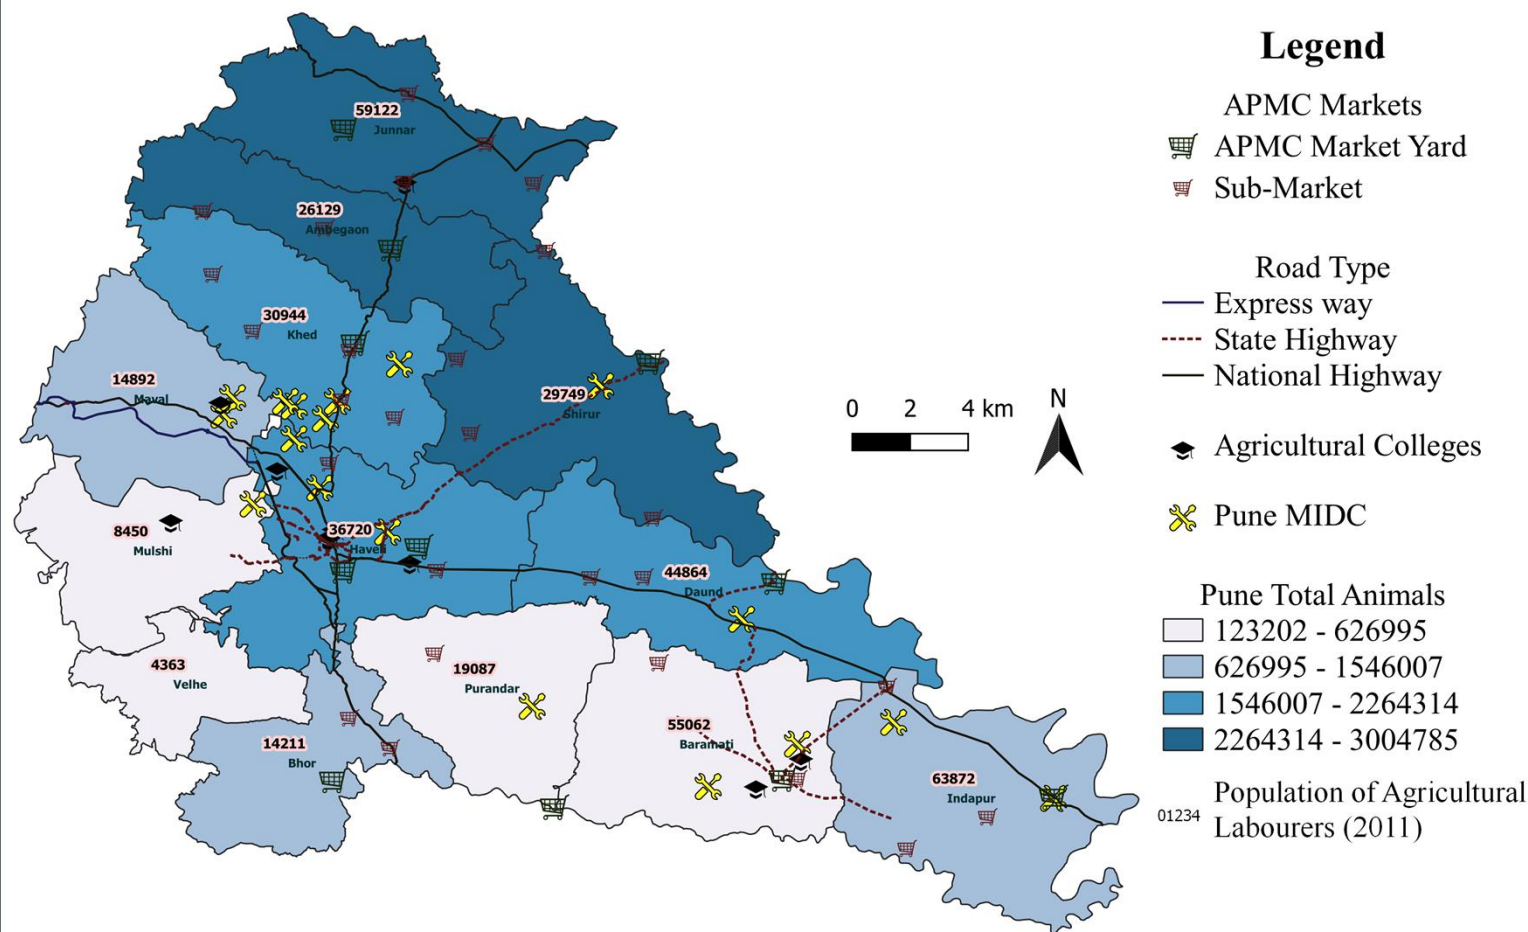 59122
Junnar
26129
Ambegaon
30944
Khed
14892
Maval
29749
Shirur
8450
Mulshi
36720
Haveli
44864
Daund
4363
Velhe
19087
Purandar
14211
Bhor
55062
Baramati
63872
Indapur
0 2 4 km
N
Legend
APMC Markets
APMC Market Yard
Sub-Market
Road Type
Express way
State Highway
National Highway
Agricultural Colleges
Pune MIDC
Pune Total Animals
123202 - 626995
626995 - 1546007
1546007 - 2264314
2264314 - 3004785
01234 Population of Agricultural
Labourers (2011)